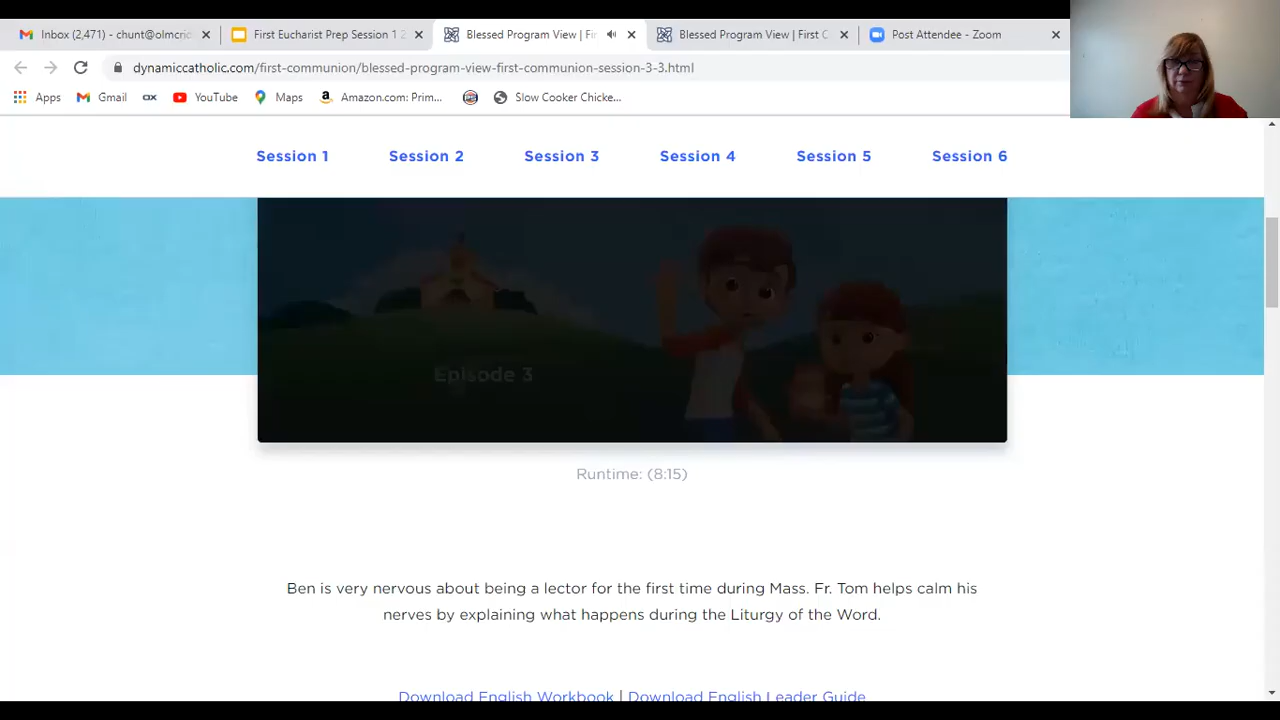 Inbox (2,471) - chunt@olmercic
First Eucharist Prep Session 1 2
Blessed Program View | Fi
Blessed Program View | First C
Post Attendee - Zoom
dynamiccatholic.com/first-communion/blessed-program-view-first-communion-session-3-3.html
Apps
Gmail
ax
YouTube
Maps
Amazon.com: Prim...
Slow Cooker Chicke...
Session 1
Session 2
Session 3
Session 4
Session 5
Session 6
Episode 3
Runtime: (8:15)
Ben is very nervous about being a lector for the first time during Mass. Fr. Tom helps calm his
nerves by explaining what happens during the Liturgy of the Word.
Download English Workbook | Download English Leader Guide